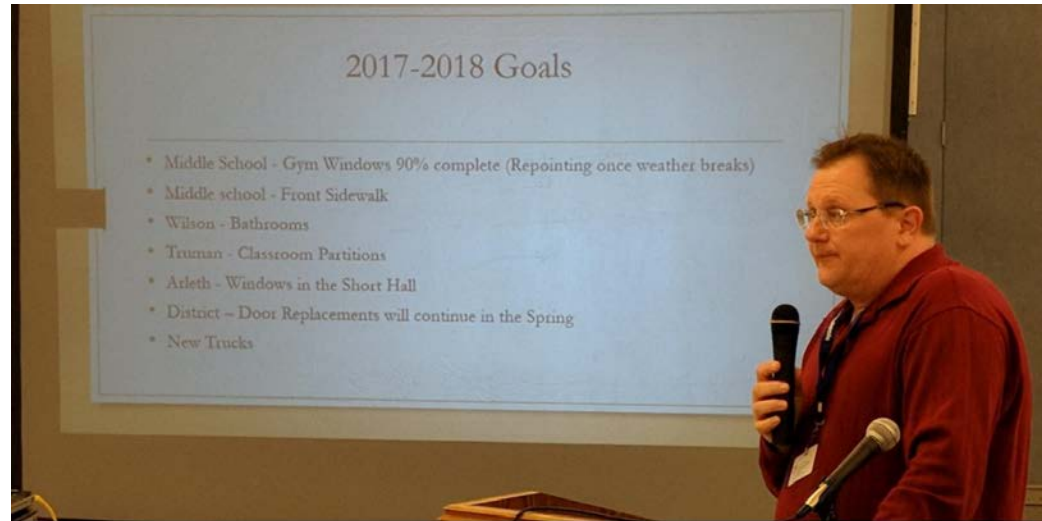 2017-2018 Goals
* Middle School - Gym Windows 90% complete (Repointing once weather breaks)
* Middle school - Front Sidewalk
* Wilson - Bathrooms
* Truman - Classroom Partitions
* Arleth - Windows in the Short Hall
* District – Door Replacements will continue in the Spring
* New Trucks